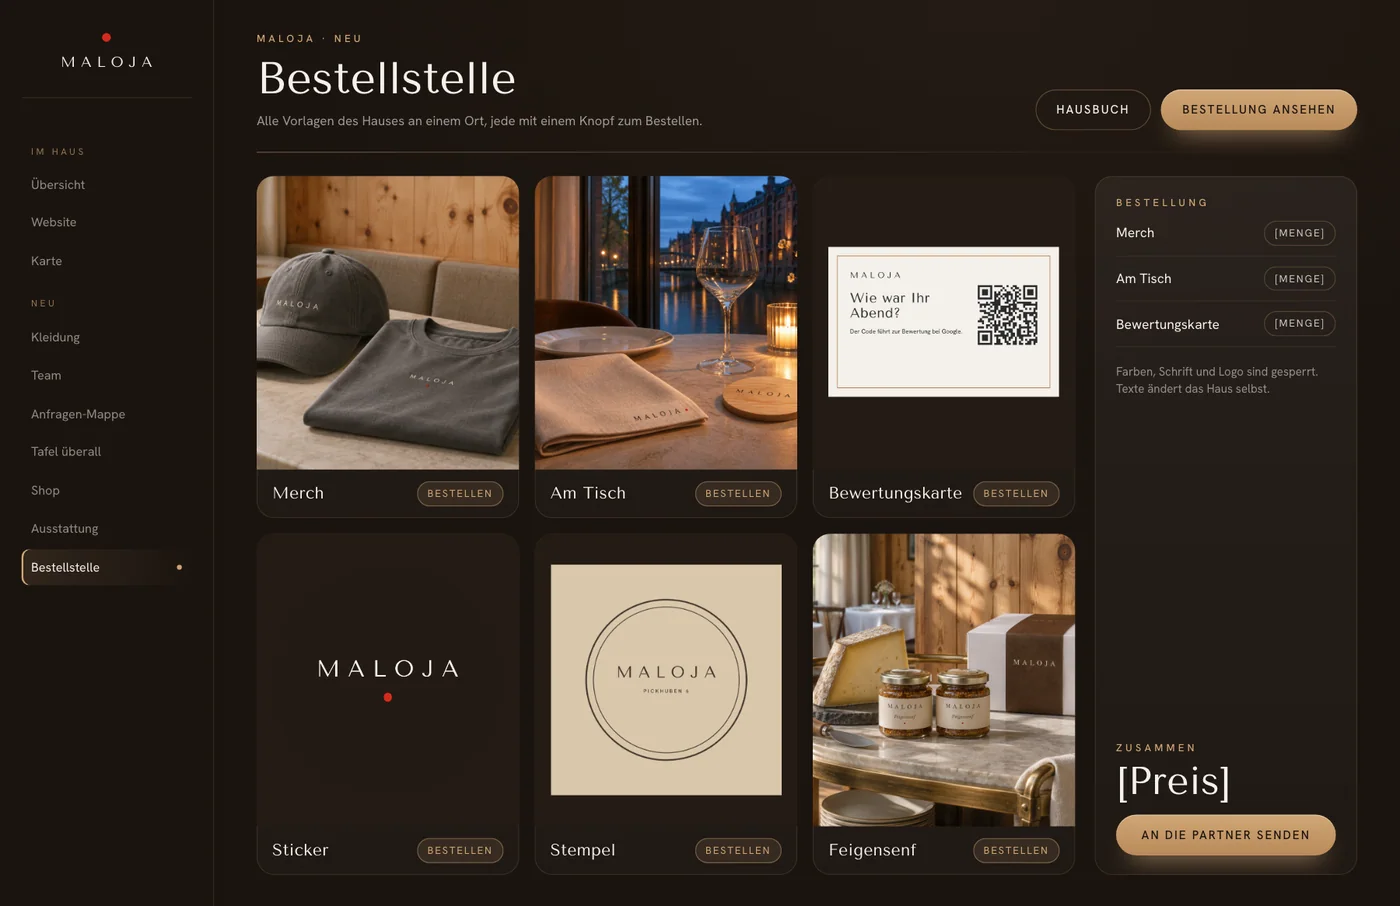 MALOJA
IM HAUS
Übersicht
Website
Karte
NEU
Kleidung
Team
Anfragen-Mappe
Tafel überall
Shop
Ausstattung
Bestellstelle
MALOJA · NEU
Bestellstelle
Alle Vorlagen des Hauses an einem Ort, jede mit einem Knopf zum Bestellen.
HAUSBUCH
BESTELLUNG ANSEHEN
MALOJA
MALOJA
Merch
BESTELLEN
MALOJA
MALOJA
Am Tisch
BESTELLEN
MALOJA
Wie war Ihr
Abend?
Der Code führt zur Bewertung bei Google.
Bewertungskarte
BESTELLEN
MALOJA
Sticker
BESTELLEN
MALOJA
PICKHUBEN 6
Stempel
BESTELLEN
MALOJA
MALOJA
Feigensenf
MALOJA
Feigensenf
Feigensenf
BESTELLEN
BESTELLUNG
Merch
[MENGE]
Am Tisch
[MENGE]
Bewertungskarte
[MENGE]
Farben, Schrift und Logo sind gesperrt.
Texte ändert das Haus selbst.
ZUSAMMEN
[Preis]
AN DIE PARTNER SENDEN